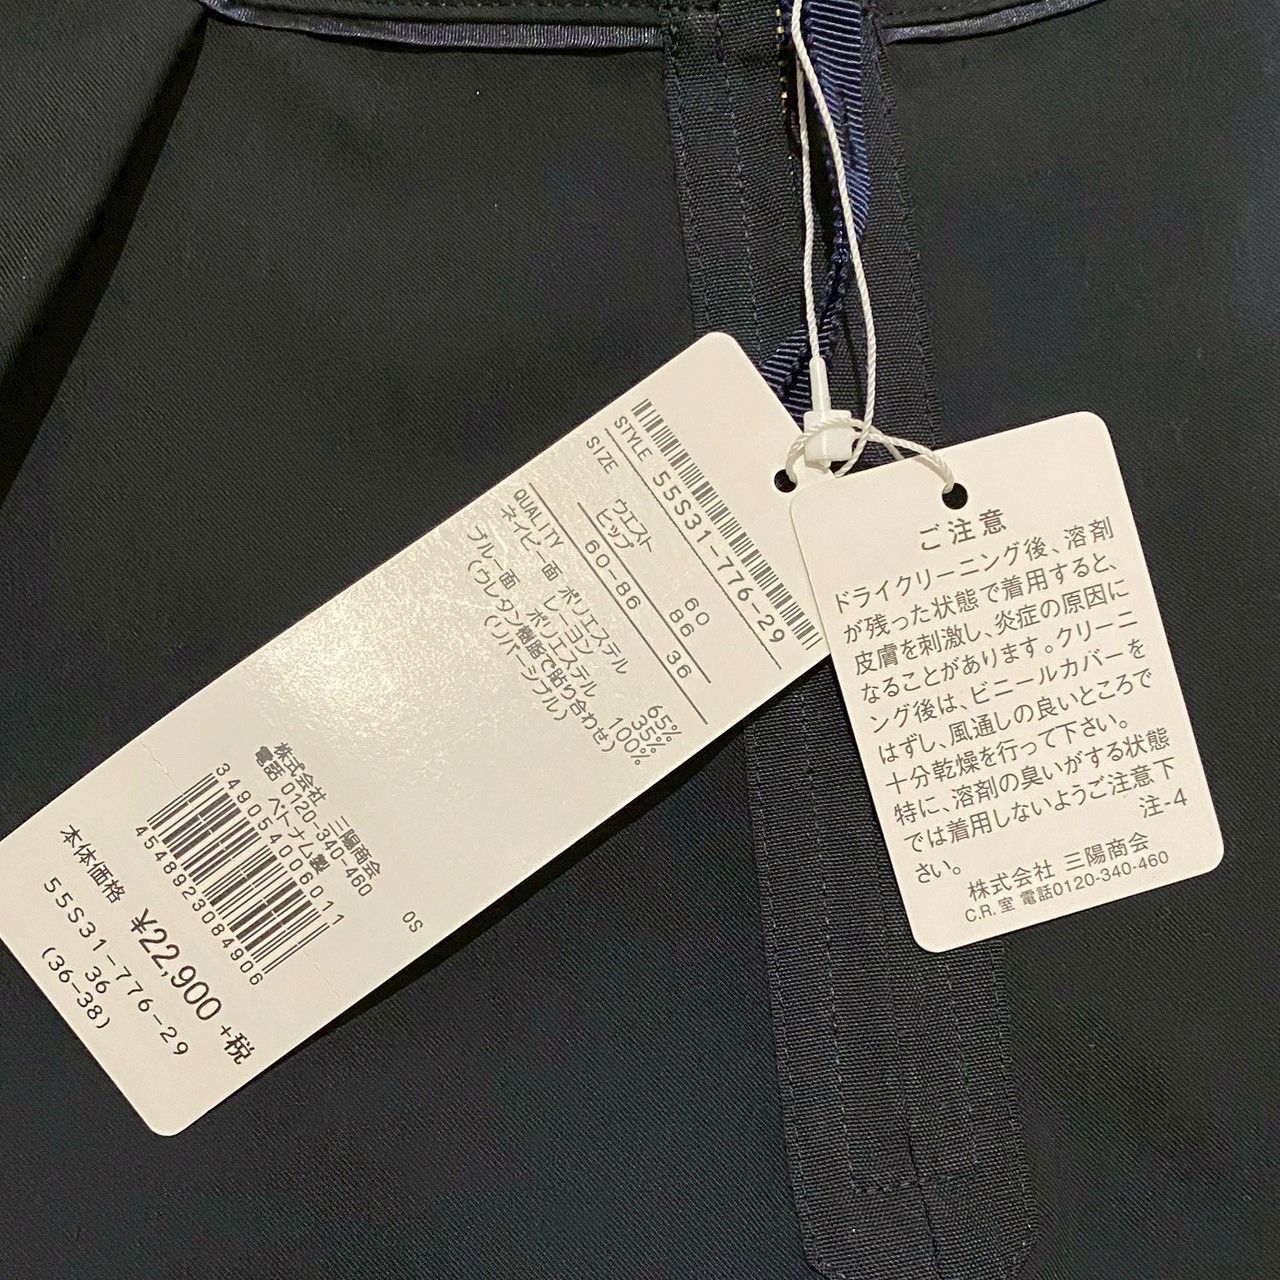 STYLE 55S31-776-29
SIZE 36
ウエスト 60
ヒップ 86
60-86
QUALITY
ネイビー面 ポリエステル 65%
レーヨン 35%
ブルー面 ポリエステル 100%
(ウレタン樹脂で貼り合わせ)
(リバーシブル)
株式会社 三陽商会
電話 0120-340-460
ベトナム製
349054006011
4548923084906
0S
本体価格 ¥22,900 +税
55S31-776-29
36
(36-38)
ご注意
ドライクリーニング後、溶剤
が残った状態で着用すると、
皮膚を刺激し、炎症の原因に
なることがあります。クリーニ
ング後は、ビニールカバーを
はずし、風通しの良いところで
十分乾燥を行って下さい。
特に、溶剤の臭いがする状態
では着用しないようご注意下
さい。
注-4
株式会社 三陽商会
C.R.室 電話0120-340-460